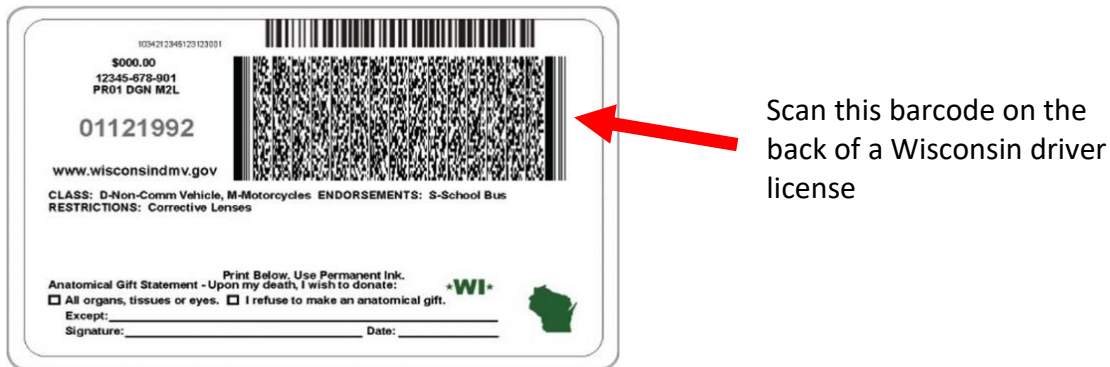 1034212345123123001
$000.00
12345-678-901
PR01 DGN M2L
01121992
www.wisconsindmv.gov
CLASS: D-Non-Comm Vehicle, M-Motorcycles ENDORSEMENTS: S-School Bus
RESTRICTIONS: Corrective Lenses
Print Below. Use Permanent Ink.
Anatomical Gift Statement - Upon my death, I wish to donate:
All organs, tissues or eyes. I refuse to make an anatomical gift.
Except:
Signature: Date:
WI
Scan this barcode on the
back of a Wisconsin driver
license